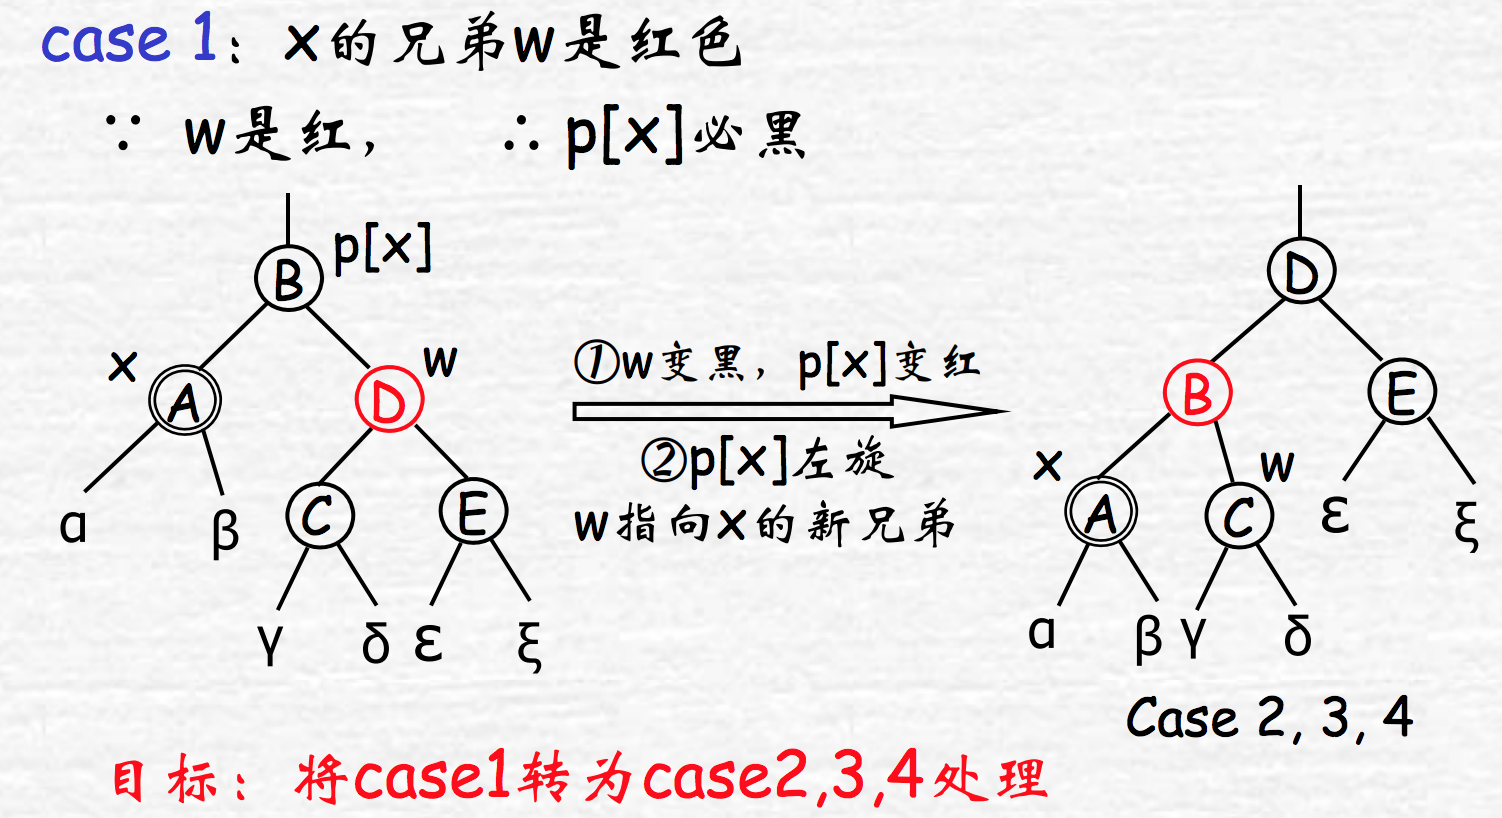 case 1: x的兄弟w是红色
∵ w是红, ∴ p[x]必黑
B p[x]
x A D w
C E
α β
γ δ ε ξ
①w变黑, p[x]变红
②p[x]左旋
w指向x的新兄弟
D
B E
x A C w ε ξ
α β γ δ
Case 2, 3, 4
目标: 将case1转为case2,3,4处理